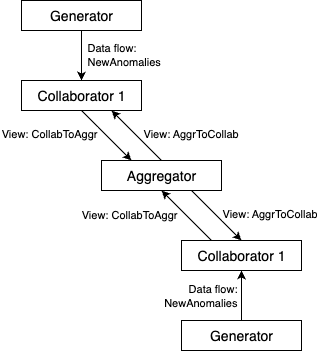 Generator
Data flow:
NewAnomalies
Collaborator 1
View: CollabToAggr
View: AggrToCollab
Aggregator
View: CollabToAggr
View: AggrToCollab
Collaborator 1
Data flow:
NewAnomalies
Generator